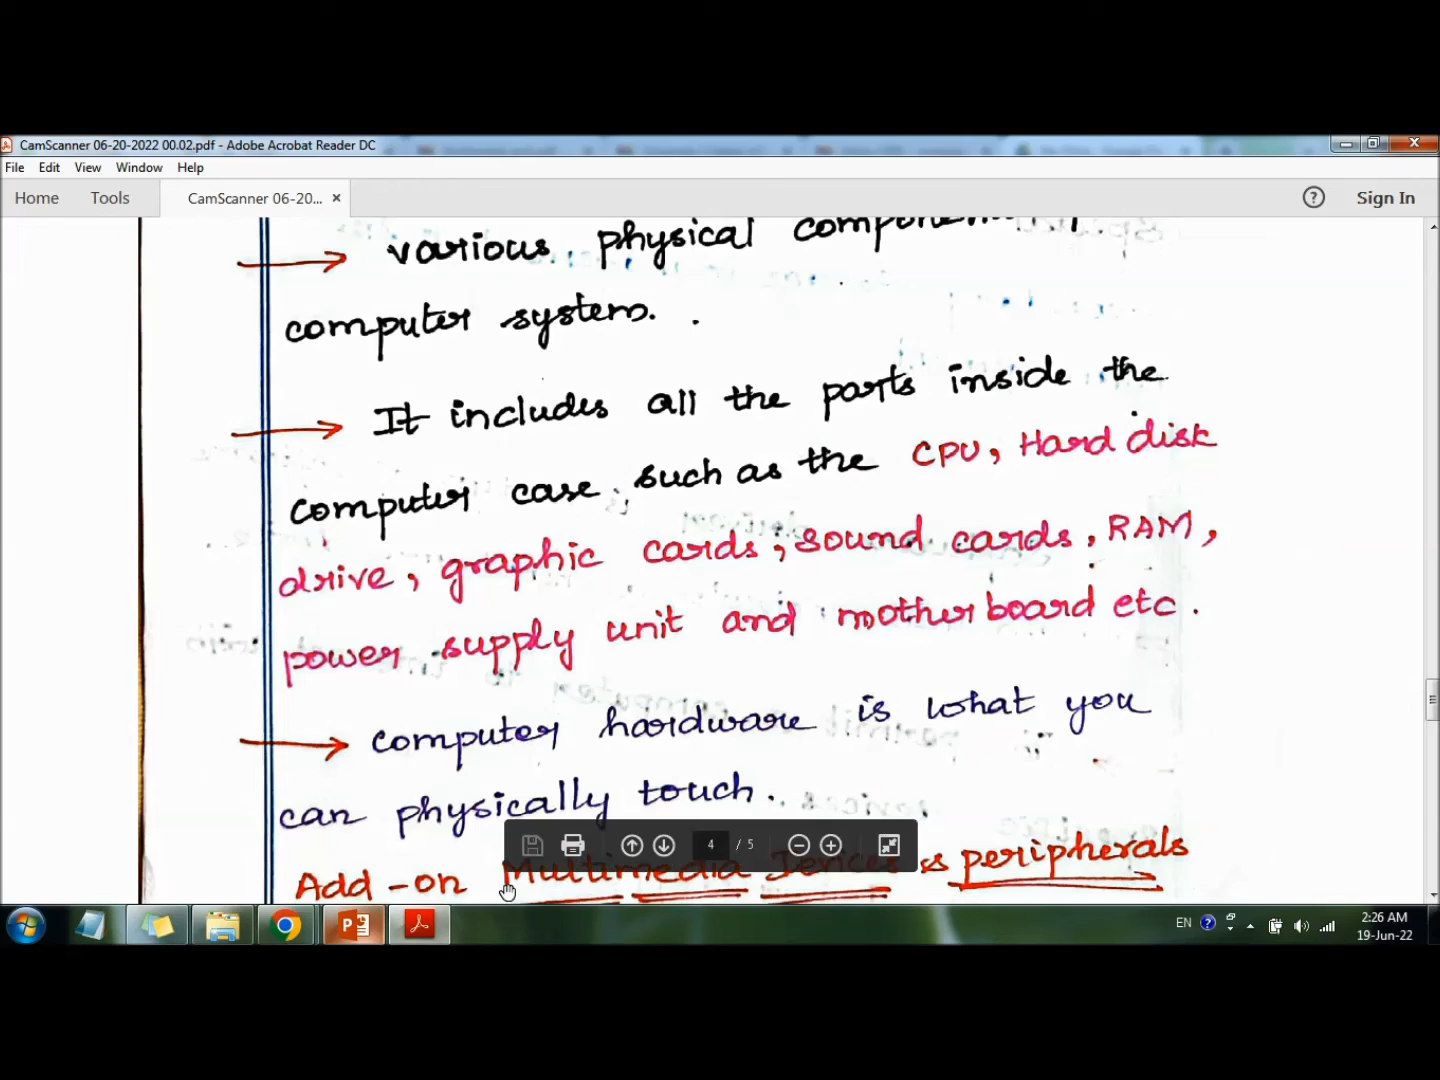 CamScanner 06-20-2022 00.02.pdf - Adobe Acrobat Reader DC
File Edit View Window Help
Home Tools CamScanner 06-20... × ? Sign In
various physical
computer system.
It includes all the parts inside the
computer case such as the CPU, Hard disk
drive, graphic cards, sound cards, RAM,
power supply unit and motherboard etc.
computer hardware is what you
can physically touch.
4 / 5
Add-on Multimedia Devices peripherals
EN 2:26 AM
19-Jun-22